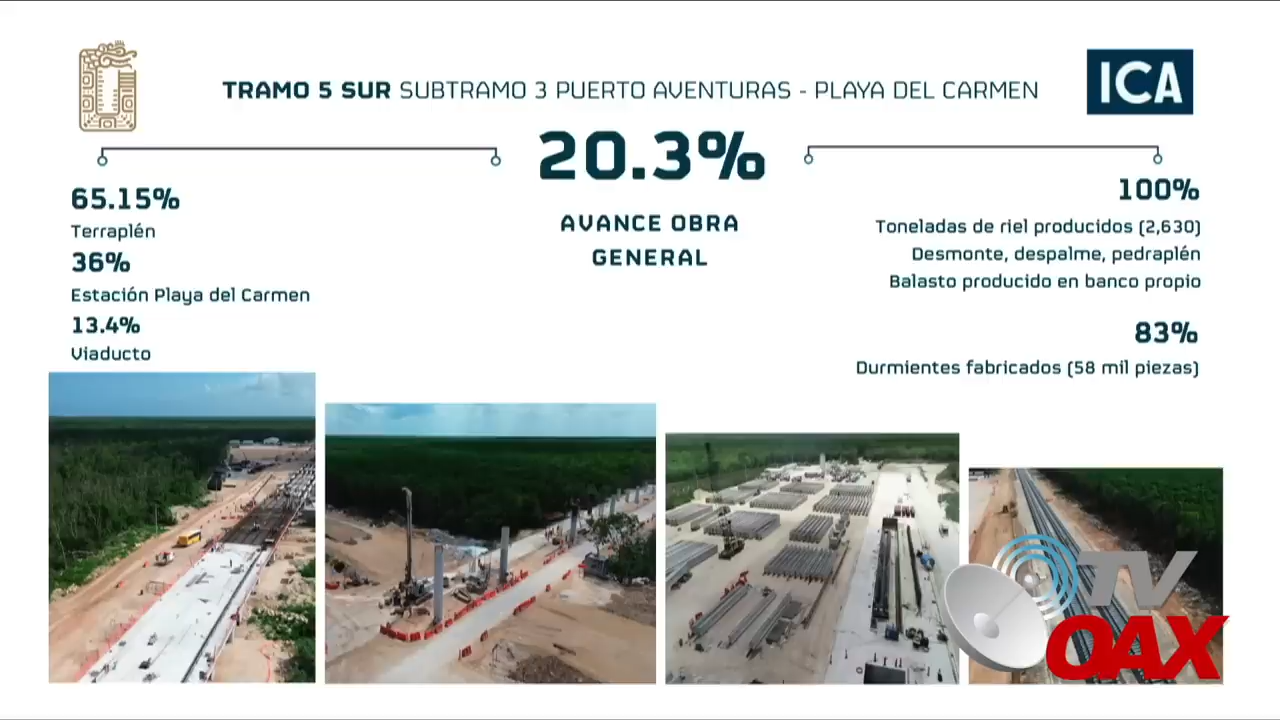 TRAMO 5 SUR SUBTRAMO 3 PUERTO AVENTURAS - PLAYA DEL CARMEN
ICA
20.3%
AVANCE OBRA
GENERAL
65.15%
Terraplén
36%
Estación Playa del Carmen
13.4%
Viaducto
100%
Toneladas de riel producidos (2,630)
Desmonte, despalme, pedraplén
Balasto producido en banco propio
83%
Durmientes fabricados (58 mil piezas)
TV
OAX